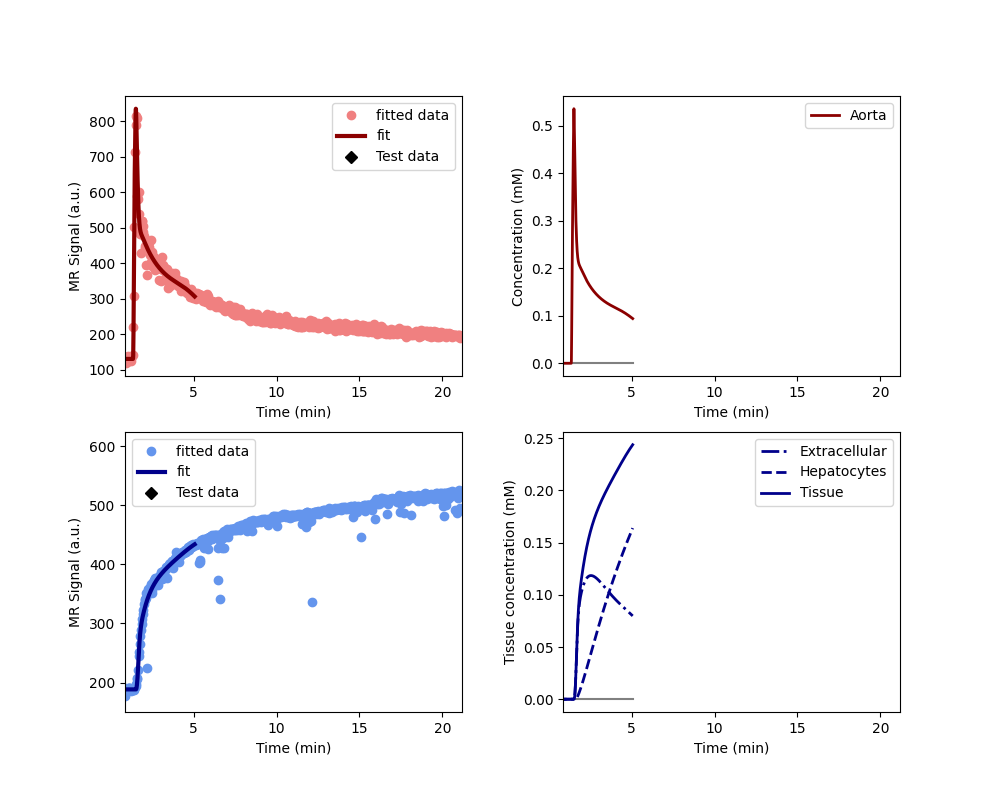 800
700
600
500
400
300
200
100
MR Signal (a.u.)
5
10
15
20
Time (min)
fitted data
fit
Test data
0.5
0.4
0.3
0.2
0.1
0.0
Concentration (mM)
5
10
15
20
Time (min)
Aorta
600
500
400
300
200
MR Signal (a.u.)
5
10
15
20
Time (min)
fitted data
fit
Test data
0.25
0.20
0.15
0.10
0.05
0.00
Tissue concentration (mM)
5
10
15
20
Time (min)
Extracellular
Hepatocytes
Tissue